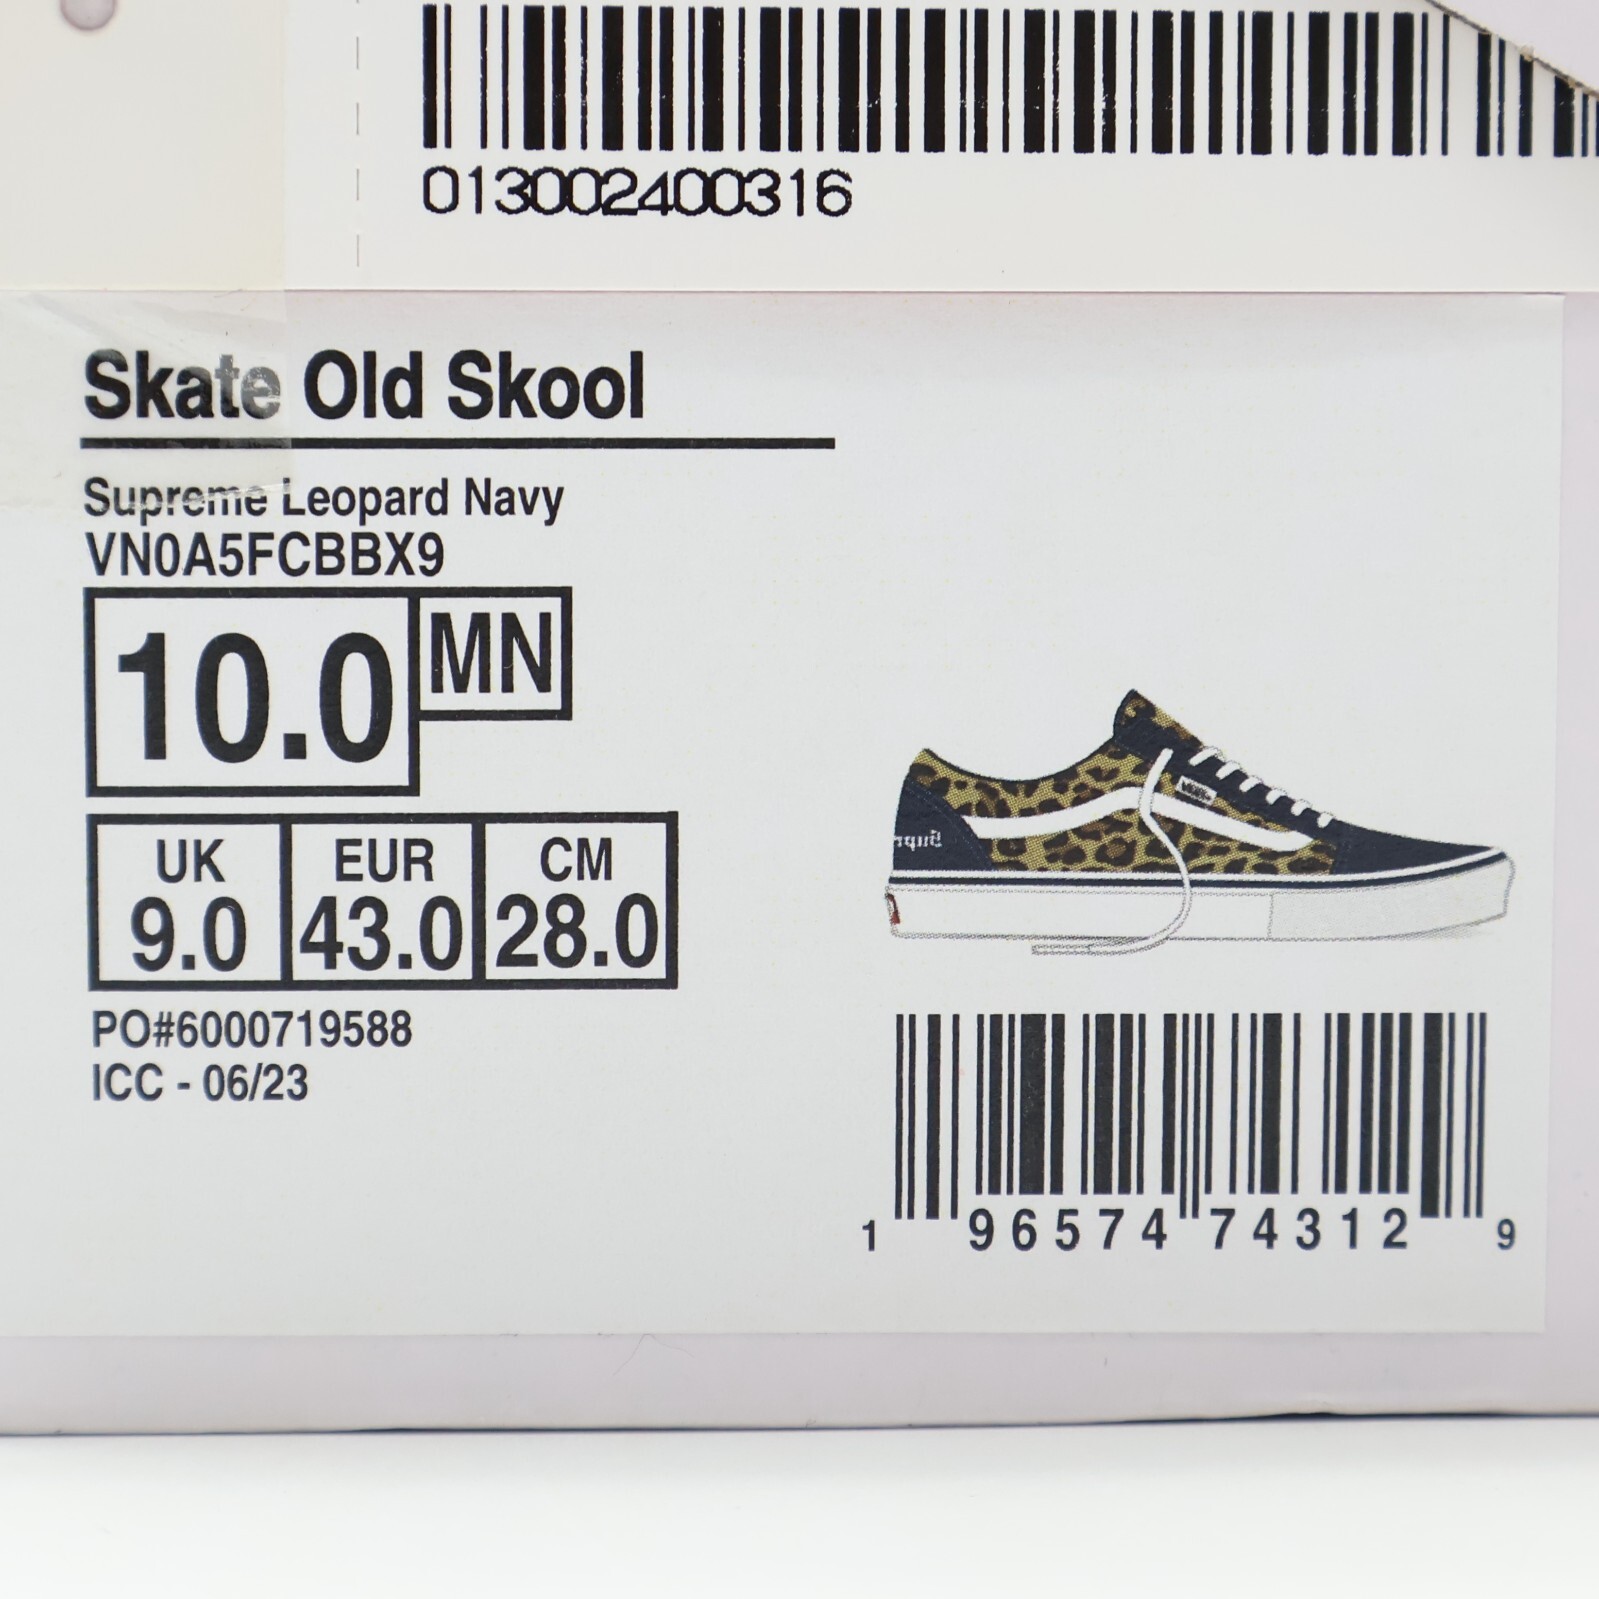 013002400316
Skate Old Skool
Supreme Leopard Navy
VN0A5FCBBX9
10.0 MN
UK EUR CM
9.0 43.0 28.0
PO#6000719588
ICC - 06/23
VANS
1 96574 74312 9